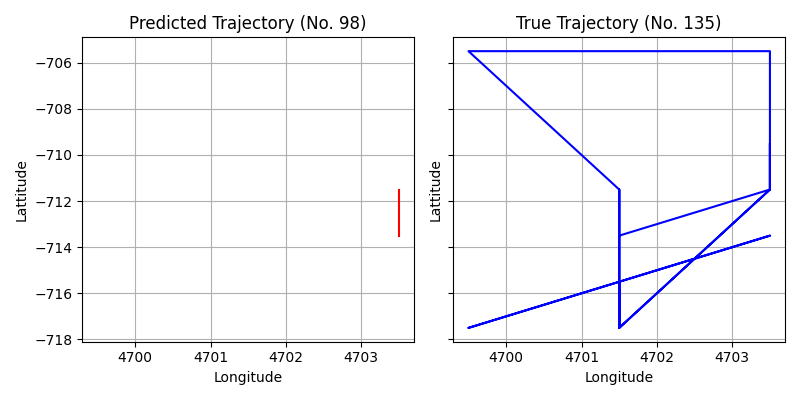 Predicted Trajectory (No. 98)
True Trajectory (No. 135)
Lattitude
−706
−708
−710
−712
−714
−716
−718
4700
4701
4702
4703
Longitude
Lattitude
4700
4701
4702
4703
Longitude